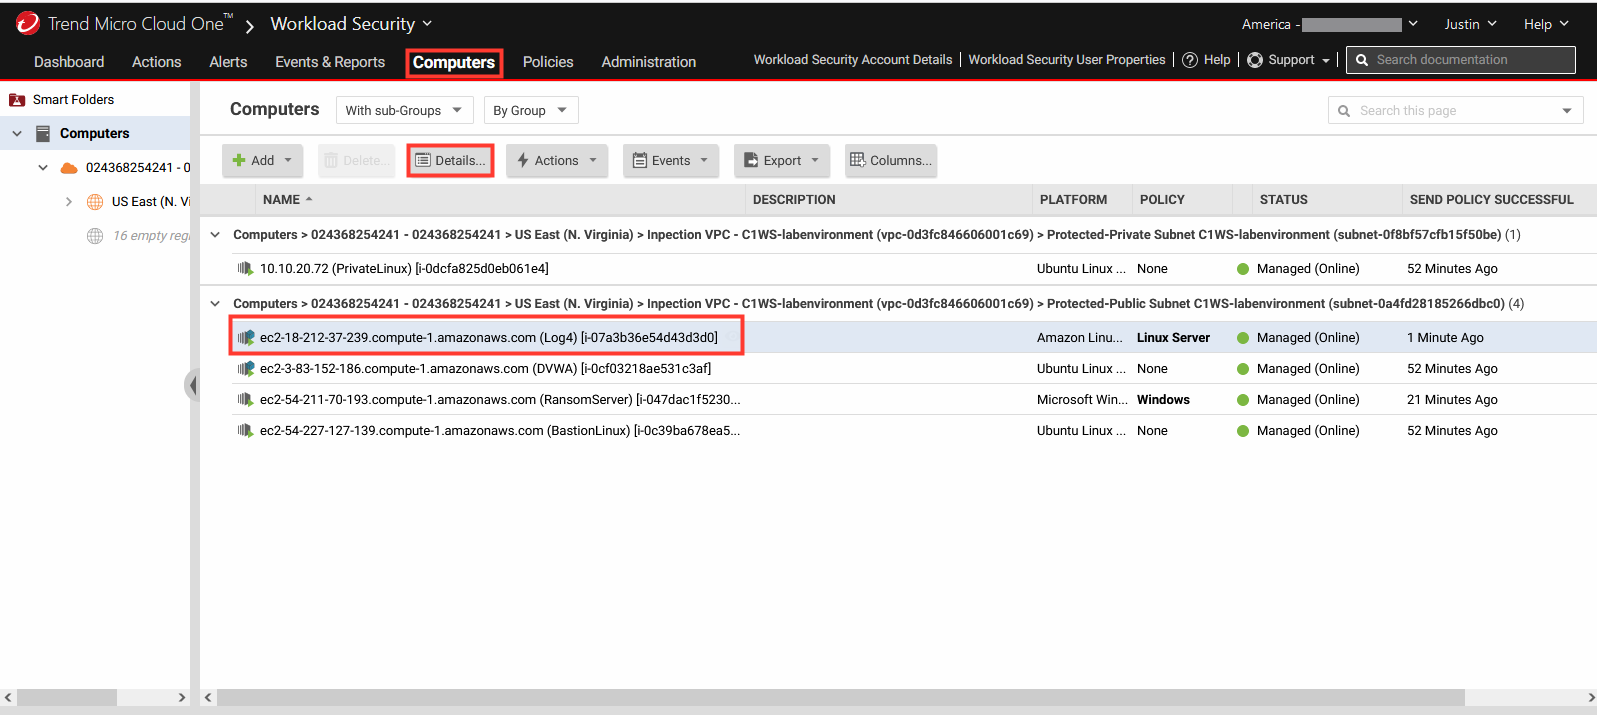 Trend Micro Cloud One™ > Workload Security
America - Justin Help
Dashboard Actions Alerts Events & Reports Computers Policies Administration
Workload Security Account Details | Workload Security User Properties | ? Help | Support | Search documentation
Smart Folders
Computers
024368254241 - 0
US East (N. Vi
16 empty regi
Computers With sub-Groups By Group Search this page
Add Delete... Details... Actions Events Export Columns...
NAME DESCRIPTION PLATFORM POLICY STATUS SEND POLICY SUCCESSFUL
Computers > 024368254241 - 024368254241 > US East (N. Virginia) > Inpection VPC - C1WS-labenvironment (vpc-0d3fc846606001c69) > Protected-Private Subnet C1WS-labenvironment (subnet-0f8bf57cfb15f50be) (1)
10.10.20.72 (PrivateLinux) [i-0dcfa825d0eb061e4] Ubuntu Linux ... None Managed (Online) 52 Minutes Ago
Computers > 024368254241 - 024368254241 > US East (N. Virginia) > Inpection VPC - C1WS-labenvironment (vpc-0d3fc846606001c69) > Protected-Public Subnet C1WS-labenvironment (subnet-0a4fd28185266dbc0) (4)
ec2-18-212-37-239.compute-1.amazonaws.com (Log4) [i-07a3b36e54d43d3d0] Amazon Linu... Linux Server Managed (Online) 1 Minute Ago
ec2-3-83-152-186.compute-1.amazonaws.com (DVWA) [i-0cf03218ae531c3af] Ubuntu Linux ... None Managed (Online) 52 Minutes Ago
ec2-54-211-70-193.compute-1.amazonaws.com (RansomServer) [i-047dac1f5230... Microsoft Win... Windows Managed (Online) 21 Minutes Ago
ec2-54-227-127-139.compute-1.amazonaws.com (BastionLinux) [i-0c39ba678ea5... Ubuntu Linux ... None Managed (Online) 52 Minutes Ago